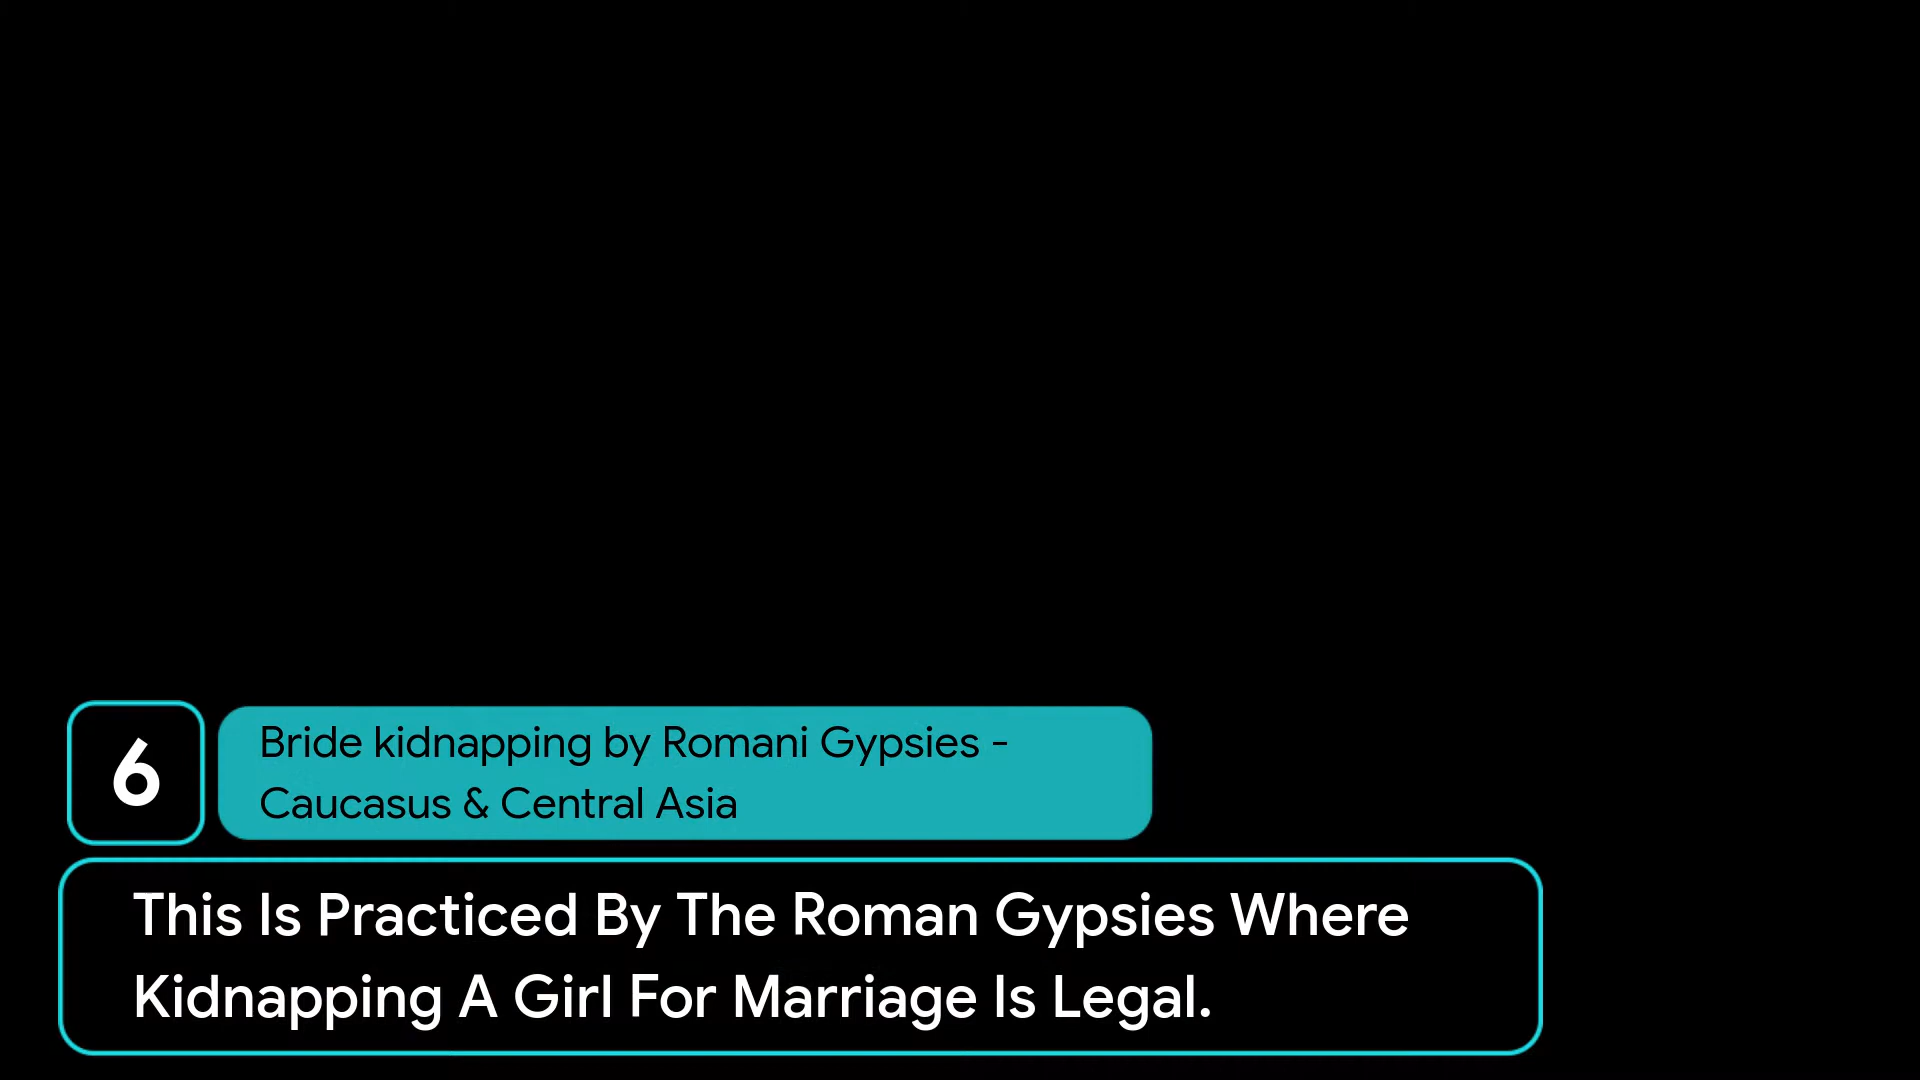 6
Bride kidnapping by Romani Gypsies -
Caucasus & Central Asia
This Is Practiced By The Roman Gypsies Where
Kidnapping A Girl For Marriage Is Legal.